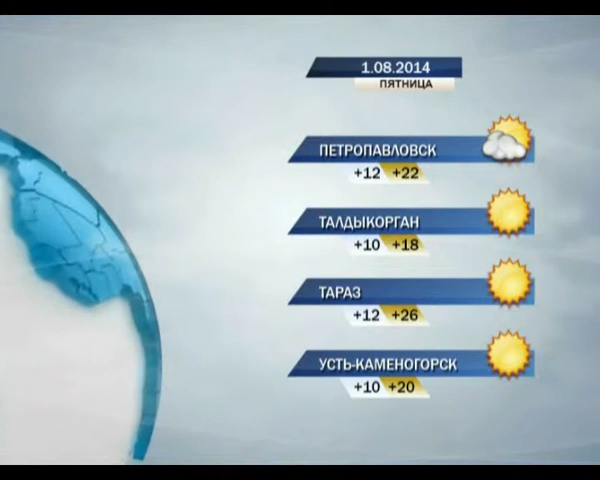 1.08.2014
ПЯТНИЦА
ПЕТРОПАВЛОВСК
+12 +22
ТАЛДЫКОРГАН
+10 +18
ТАРАЗ
+12 +26
УСТЬ-КАМЕНОГОРСК
+10 +20